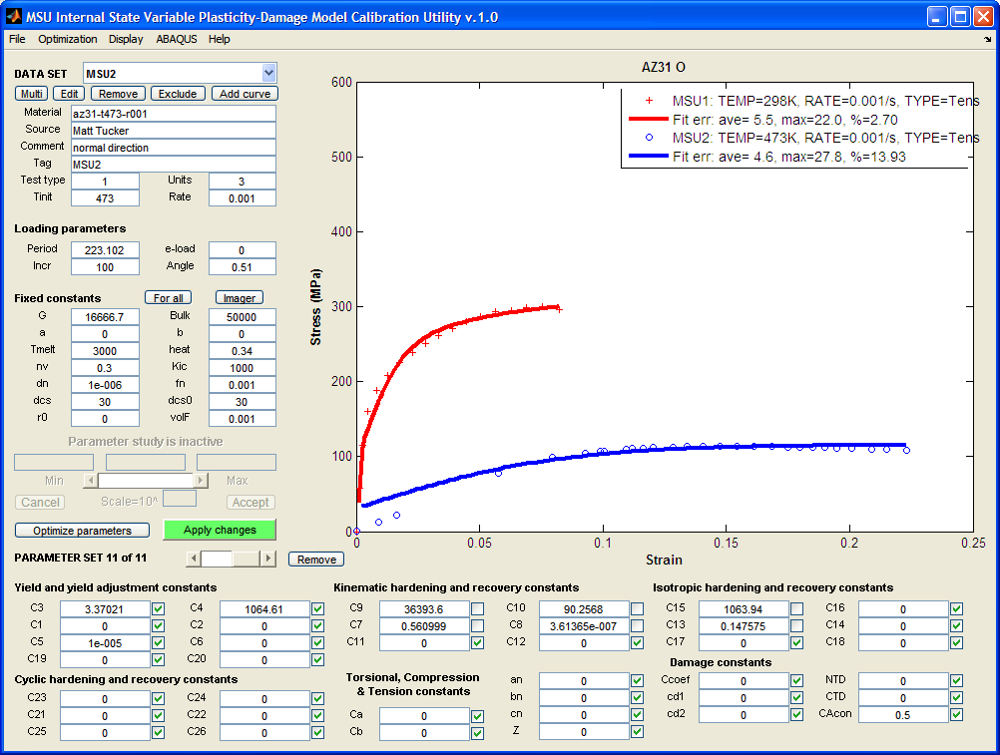 MSU Internal State Variable Plasticity-Damage Model Calibration Utility v.1.0
File Optimization Display ABAQUS Help
DATA SET MSU2
Multi Edit Remove Exclude Add curve
Material az31-t473-r001
Source Matt Tucker
Comment normal direction
Tag MSU2
Test type 1 Units 3
Tinit 473 Rate 0.001
Loading parameters
Period 223.102 e-load 0
Incr 100 Angle 0.51
Fixed constants For all Imager
G 16666.7 Bulk 50000
a 0 b 0
Tmelt 3000 heat 0.34
nv 0.3 Kic 1000
dn 1e-006 fn 0.001
dcs 30 dcs0 30
r0 0 volF 0.001
Parameter study is inactive
Min Max
Cancel Scale=10^ Accept
Optimize parameters Apply changes
PARAMETER SET 11 of 11 Remove
AZ31 O
MSU1: TEMP=298K, RATE=0.001/s, TYPE=Tens
Fit err: ave= 5.5, max=22.0, %=2.70
MSU2: TEMP=473K, RATE=0.001/s, TYPE=Tens
Fit err: ave= 4.6, max=27.8, %=13.93
600
500
400
300
200
100
0
Stress (MPa)
0 0.05 0.1 0.15 0.2 0.25
Strain
Yield and yield adjustment constants
C3 3.37021 C4 1064.61
C1 0 C2 0
C5 1e-005 C6 0
C19 0 C20 0
Cyclic hardening and recovery constants
C23 0 C24 0
C21 0 C22 0
C25 0 C26 0
Kinematic hardening and recovery constants
C9 36393.6 C10 90.2568
C7 0.560999 C8 3.61365e-007
C11 0 C12 0
Torsional, Compression
& Tension constants
Ca 0
Cb 0
an 0
bn 0
cn 0
Z 0
Isotropic hardening and recovery constants
C15 1063.94 C16 0
C13 0.147575 C14 0
C17 0 C18 0
Damage constants
Ccoef 0 NTD 0
cd1 0 CTD 0
cd2 0 CAcon 0.5